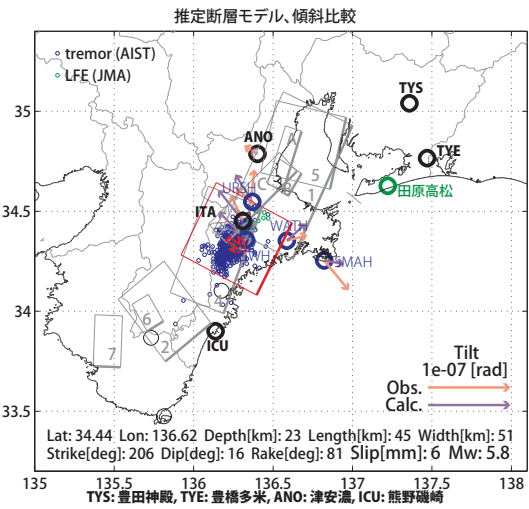 推定断層モデル、傾斜比較
tremor (AIST)
LFE (JMA)
TYS
35
ANO
TYE
5
3
1
田原高松
URSH
34.5
ITA
WATH
WH
SMAH
34
4
6
7
2
ICU
Tilt
1e-07 [rad]
Obs.
Calc.
33.5
Lat: 34.44 Lon: 136.62 Depth[km]: 23 Length[km]: 45 Width[km]: 51
Strike[deg]: 206 Dip[deg]: 16 Rake[deg]: 81 Slip[mm]: 6 Mw: 5.8
135 135.5 136 136.5 137 137.5 138
TYS: 豊田神殿, TYE: 豊橋多米, ANO: 津安濃, ICU: 熊野磯崎